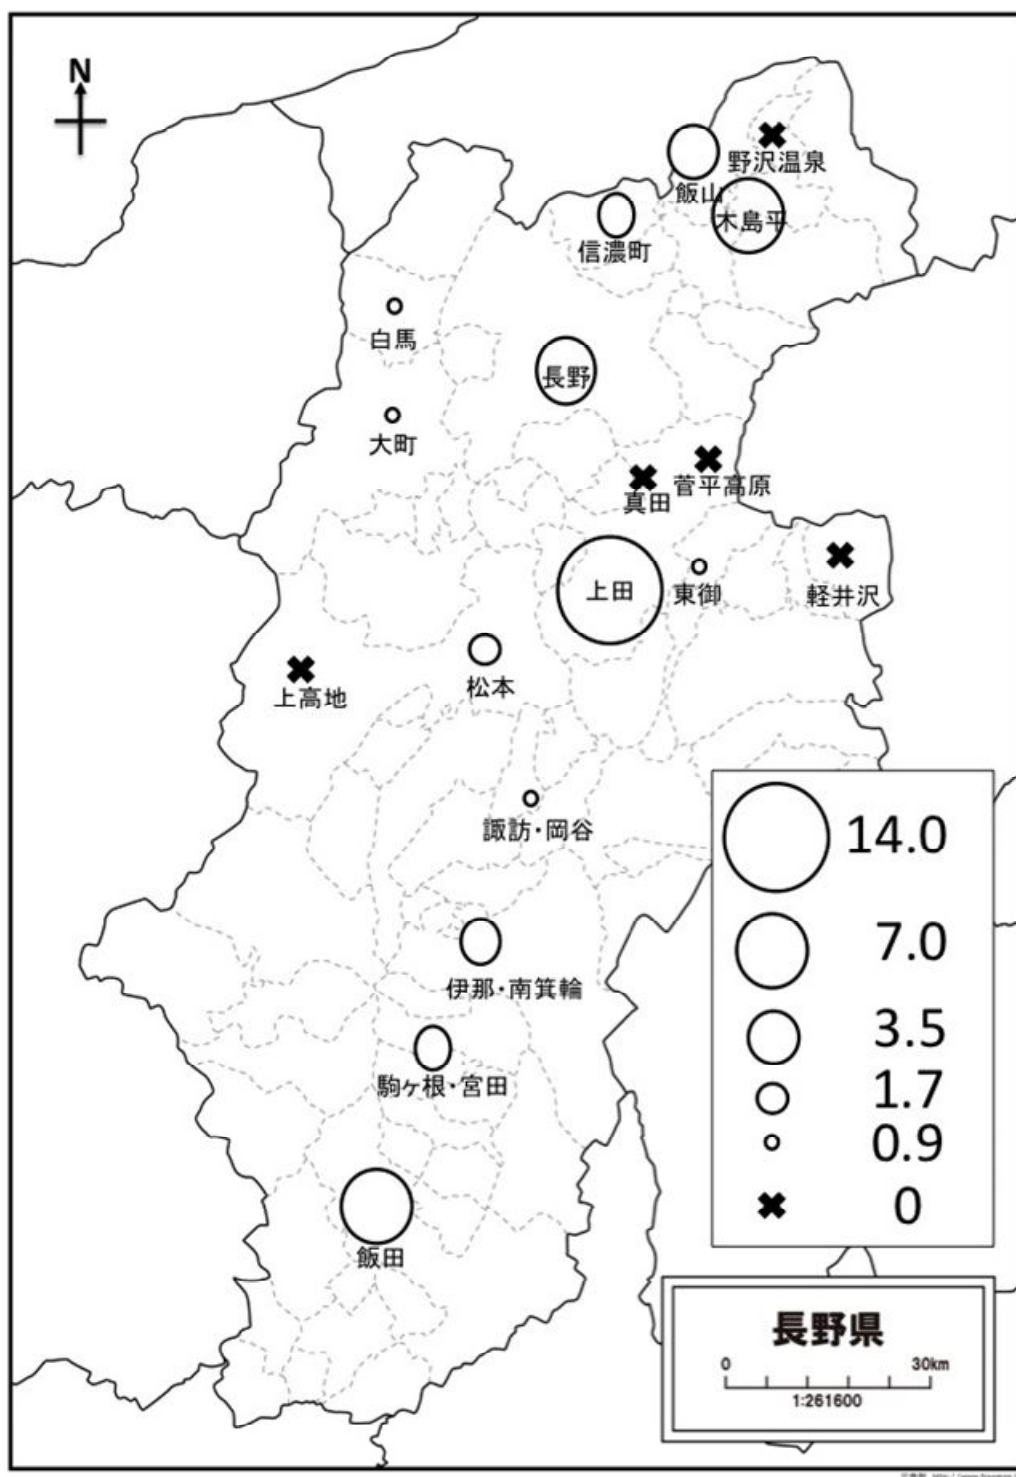 N
野沢温泉
飯山
木島平
信濃町
白馬
長野
大町
菅平高原
真田
上田
東御
軽井沢
松本
上高地
諏訪・岡谷
伊那・南箕輪
駒ヶ根・宮田
飯田
14.0
7.0
3.5
1.7
0.9
0
長野県
0 30km
1:261600